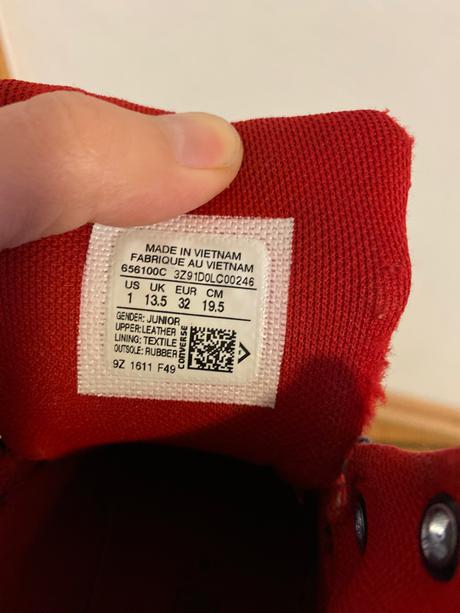 MADE IN VIETNAM
FABRIQUE AU VIETNAM
656100C 3Z91D0LC00246
US UK EUR CM
1 13.5 32 19.5
GENDER: JUNIOR
UPPER: LEATHER
LINING: TEXTILE
OUTSOLE: RUBBER
CONVERSE
9Z 1611 F49